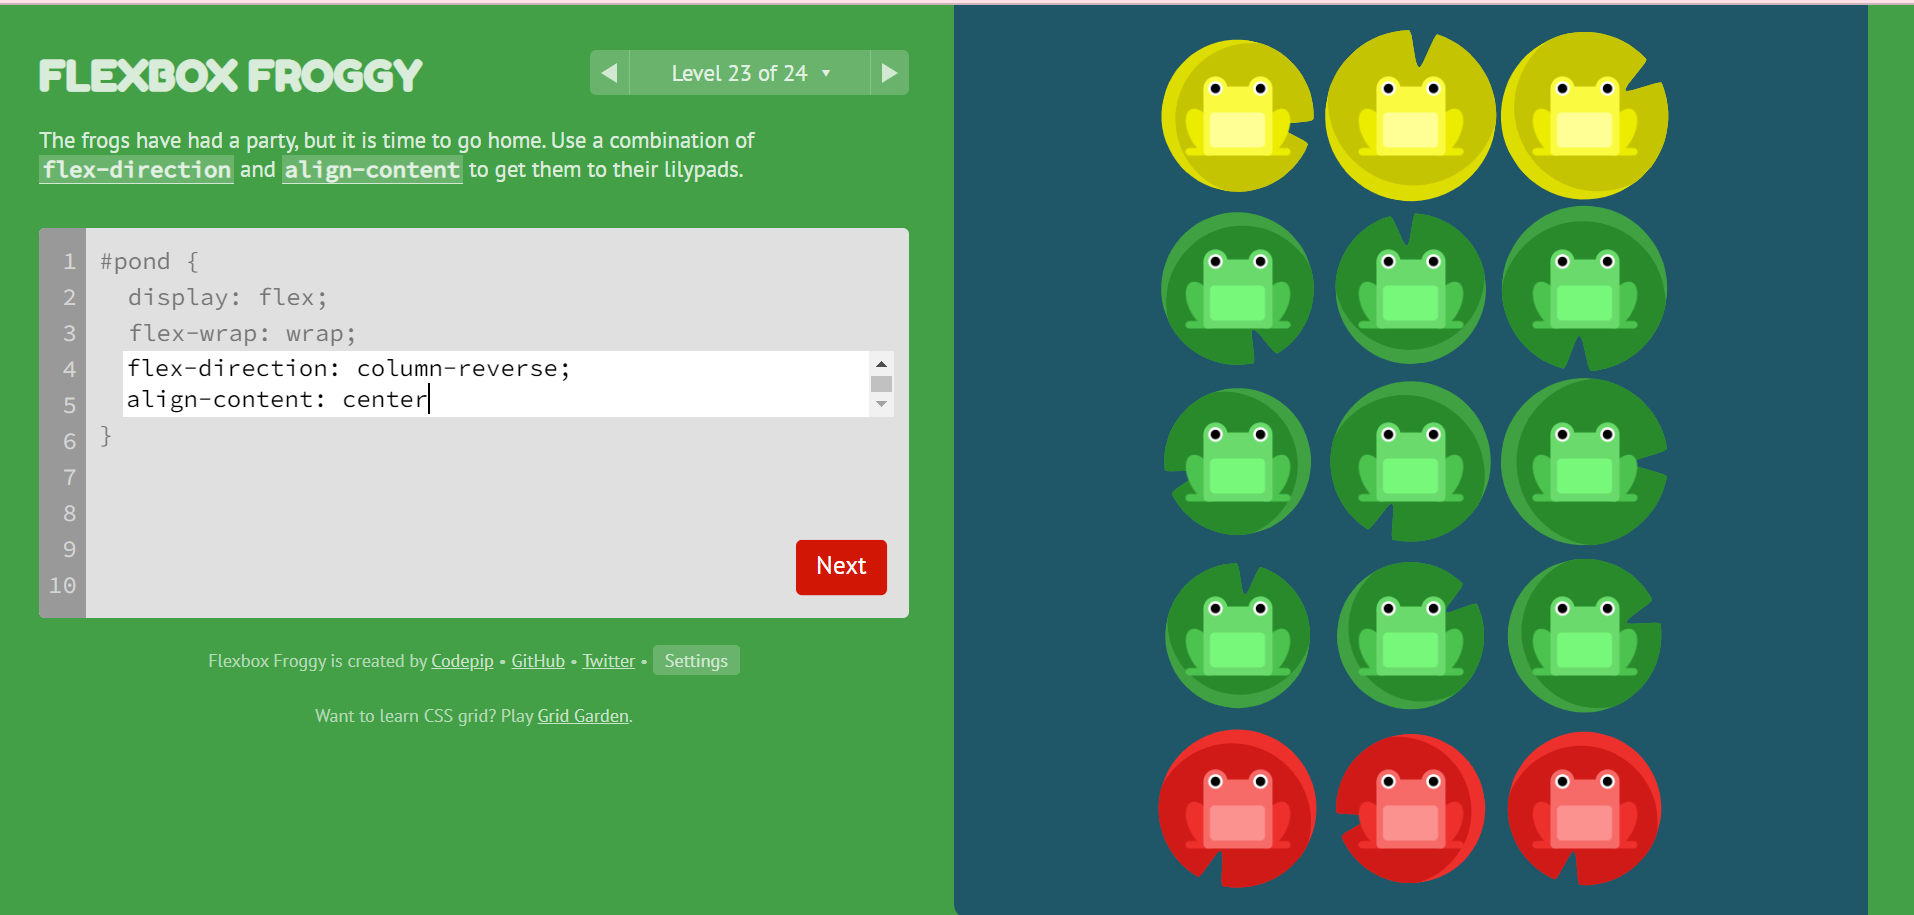 FLEXBOX FROGGY
Level 23 of 24 ▼
The frogs have had a party, but it is time to go home. Use a combination of
flex-direction and align-content to get them to their lilypads.
1 #pond {
2 display: flex;
3 flex-wrap: wrap;
4 flex-direction: column-reverse;
5 align-content: center
6 }
7
8
9
10
Next
Flexbox Froggy is created by Codepip • GitHub • Twitter • Settings
Want to learn CSS grid? Play Grid Garden.